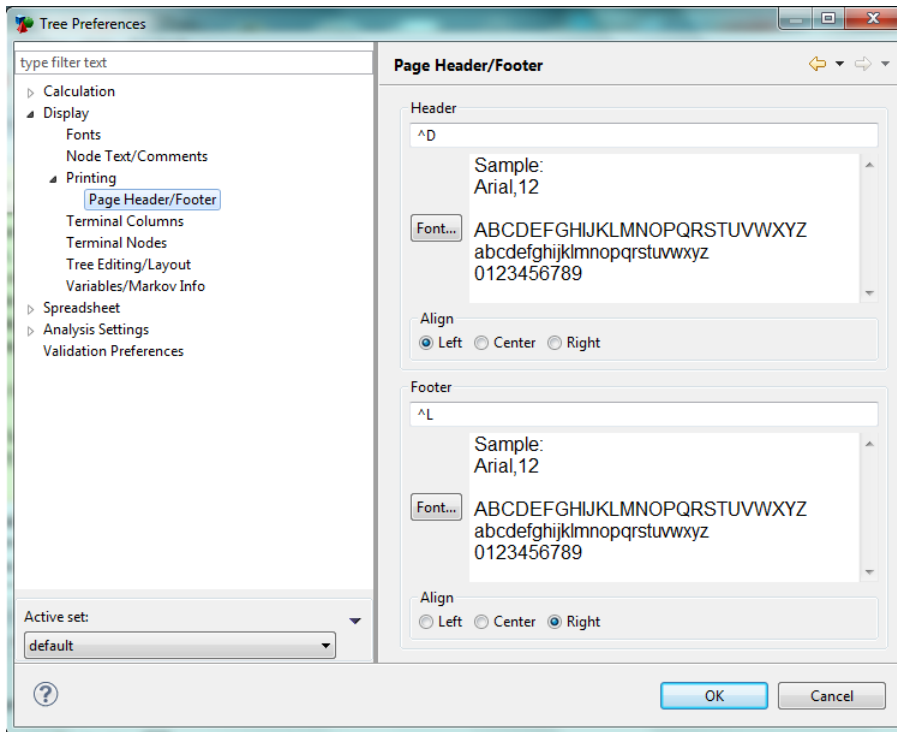 Tree Preferences
type filter text
Calculation
Display
Fonts
Node Text/Comments
Printing
Page Header/Footer
Terminal Columns
Terminal Nodes
Tree Editing/Layout
Variables/Markov Info
Spreadsheet
Analysis Settings
Validation Preferences
Active set:
default
Page Header/Footer
Header
^D
Font...
Sample:
Arial,12
ABCDEFGHIJKLMNOPQRSTUVWXYZ
abcdefghijklmnopqrstuvwxyz
0123456789
Align
Left Center Right
Footer
^L
Font...
Sample:
Arial,12
ABCDEFGHIJKLMNOPQRSTUVWXYZ
abcdefghijklmnopqrstuvwxyz
0123456789
Align
Left Center Right
?
OK Cancel